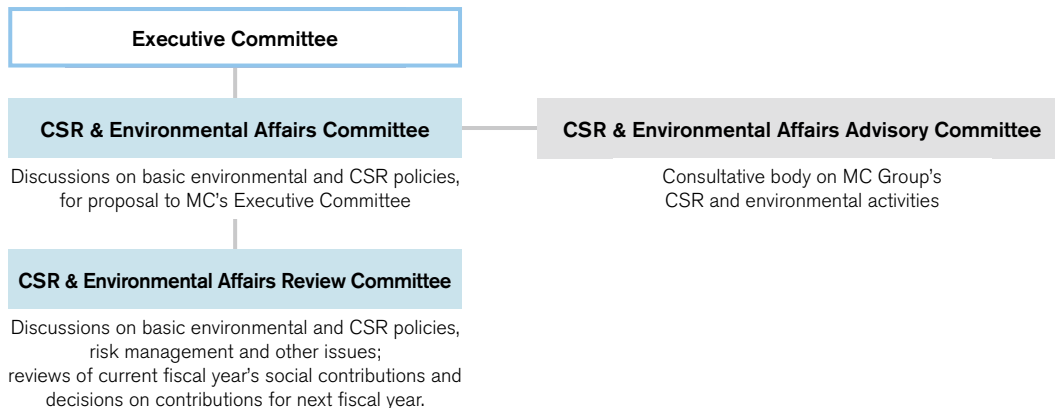 Executive Committee
CSR & Environmental Affairs Committee
Discussions on basic environmental and CSR policies,
for proposal to MC’s Executive Committee
CSR & Environmental Affairs Advisory Committee
Consultative body on MC Group’s
CSR and environmental activities
CSR & Environmental Affairs Review Committee
Discussions on basic environmental and CSR policies,
risk management and other issues;
reviews of current fiscal year’s social contributions and
decisions on contributions for next fiscal year.